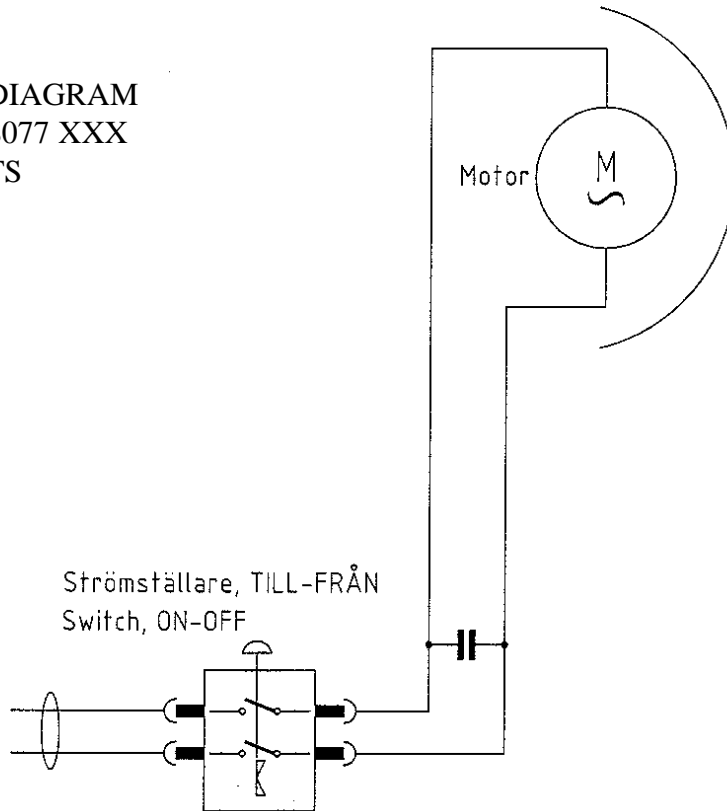 DIAGRAM
077 XXX
TS
Motor
M
Strömställare, TILL-FRÅN
Switch, ON-OFF